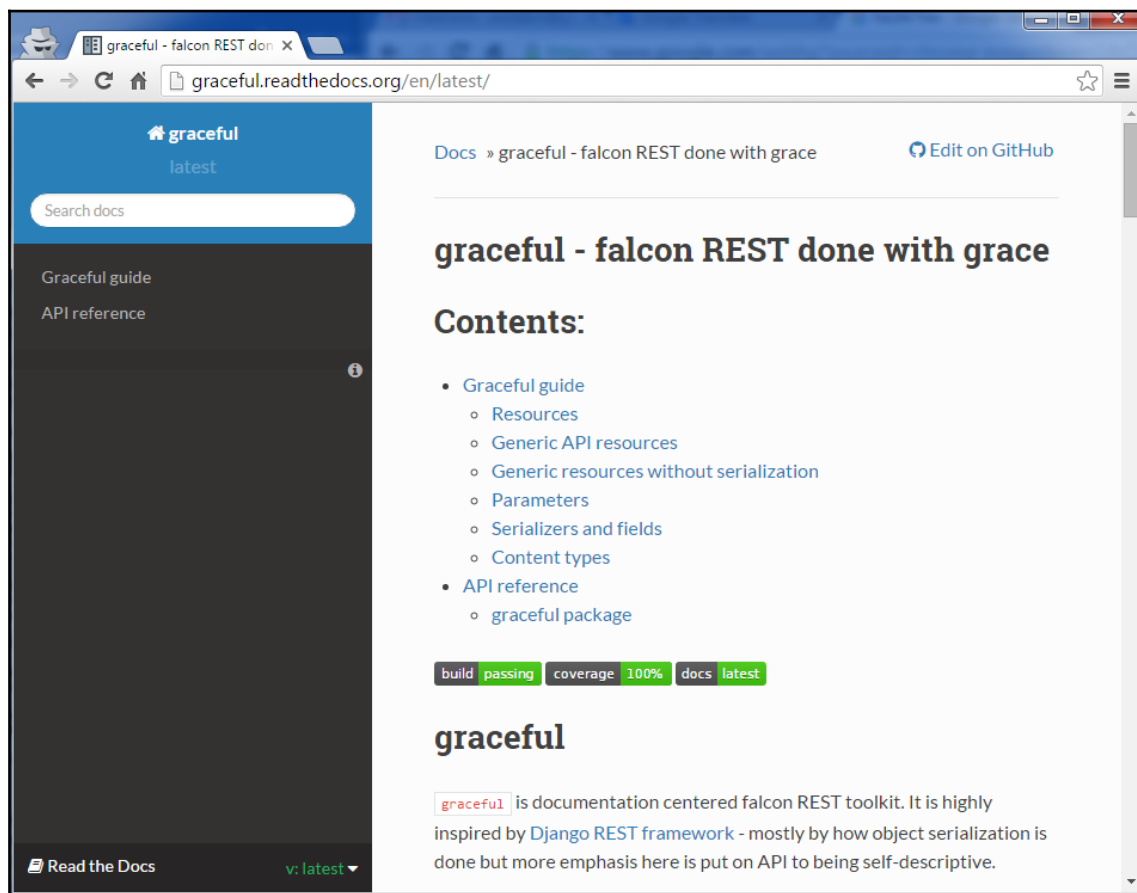 graceful - falcon REST don
graceful.readthedocs.org/en/latest/
graceful
latest
Search docs
Graceful guide
API reference
Read the Docs
v: latest
Docs » graceful - falcon REST done with grace
Edit on GitHub
graceful - falcon REST done with grace
Contents:
Graceful guide
Resources
Generic API resources
Generic resources without serialization
Parameters
Serializers and fields
Content types
API reference
graceful package
build passing coverage 100% docs latest
graceful
graceful is documentation centered falcon REST toolkit. It is highly
inspired by Django REST framework - mostly by how object serialization is
done but more emphasis here is put on API to being self-descriptive.